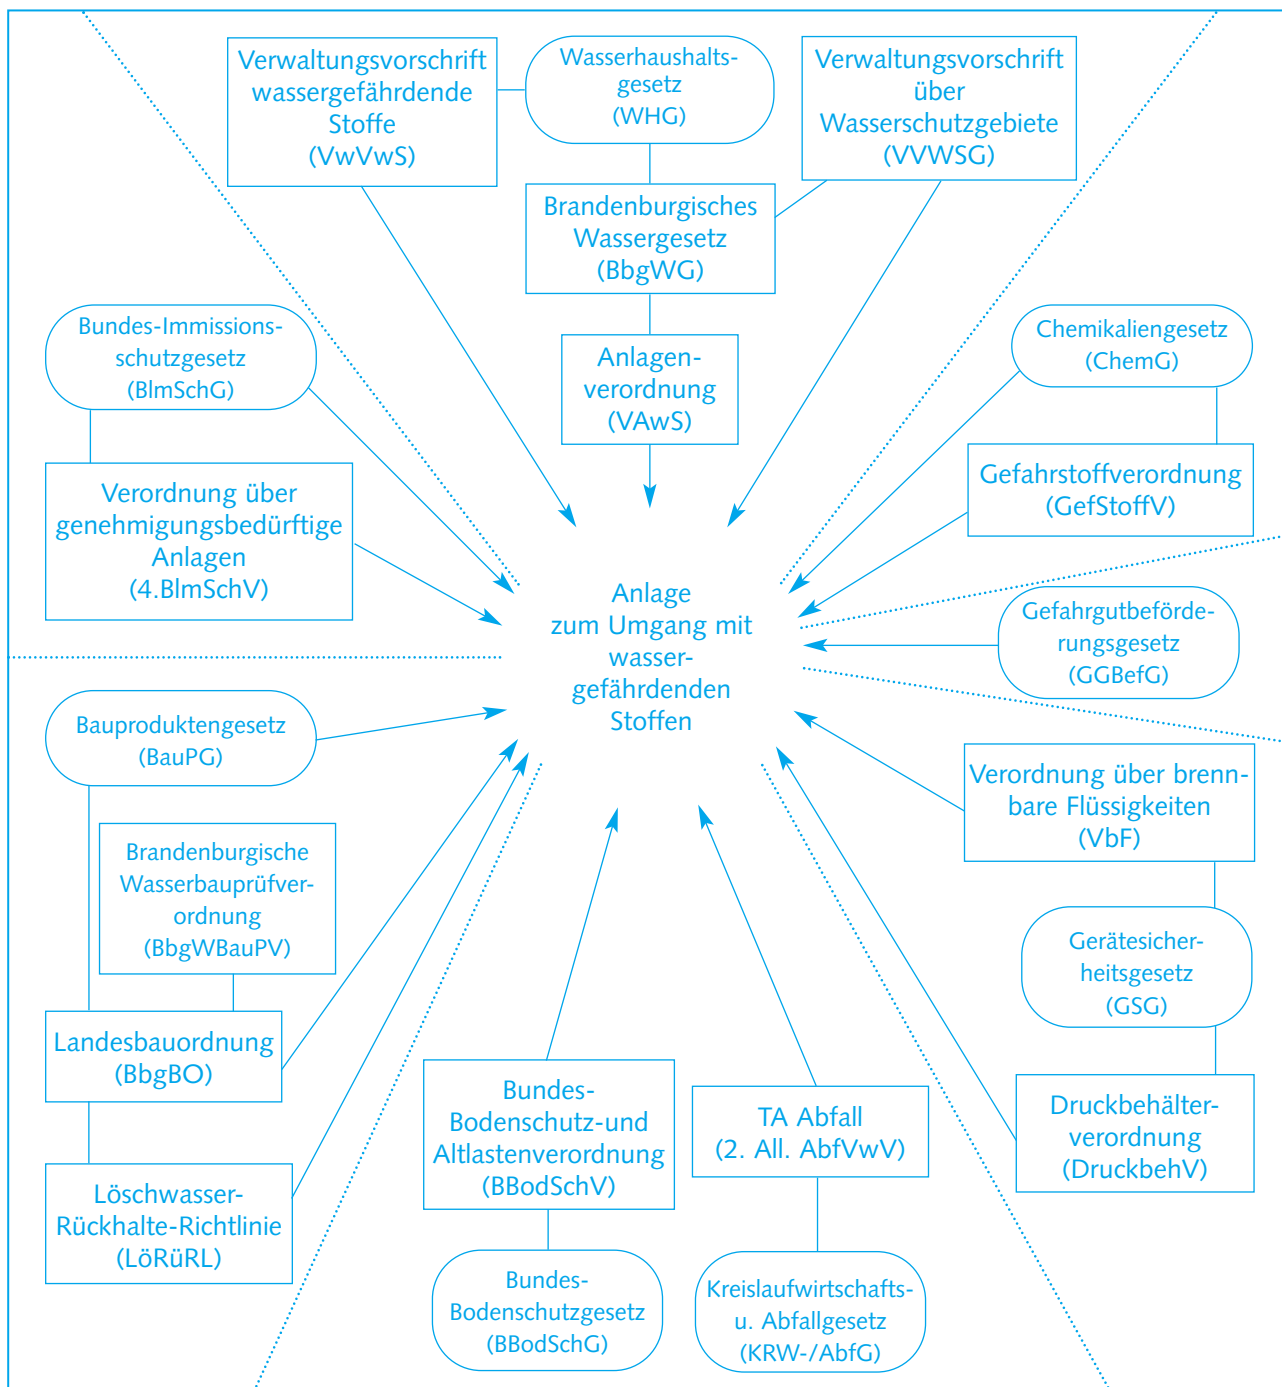 Verwaltungsvorschrift
wassergefährdende
Stoffe
(VwVwS)
Wasserhaushalts-
gesetz
(WHG)
Verwaltungsvorschrift
über
Wasserschutzgebiete
(VVWSG)
Brandenburgisches
Wassergesetz
(BbgWG)
Bundes-Immissions-
schutzgesetz
(BlmSchG)
Anlagen-
verordnung
(VAwS)
Chemikaliengesetz
(ChemG)
Verordnung über
genehmigungsbedürftige
Anlagen
(4.BlmSchV)
Gefahrstoffverordnung
(GefStoffV)
Anlage
zum Umgang mit
wasser-
gefährdenden
Stoffen
Gefahrgutbeförde-
rungsgesetz
(GGBefG)
Bauproduktengesetz
(BauPG)
Verordnung über brenn-
bare Flüssigkeiten
(VbF)
Brandenburgische
Wasserbauprüfver-
ordnung
(BbgWBauPV)
Gerätesicher-
heitsgesetz
(GSG)
Landesbauordnung
(BbgBO)
Bundes-
Bodenschutz-und
Altlastenverordnung
(BBodSchV)
TA Abfall
(2. All. AbfVwV)
Druckbehälter-
verordnung
(DruckbehV)
Löschwasser-
Rückhalte-Richtlinie
(LöRüRL)
Bundes-
Bodenschutzgesetz
(BBodSchG)
Kreislaufwirtschafts-
u. Abfallgesetz
(KRW-/AbfG)